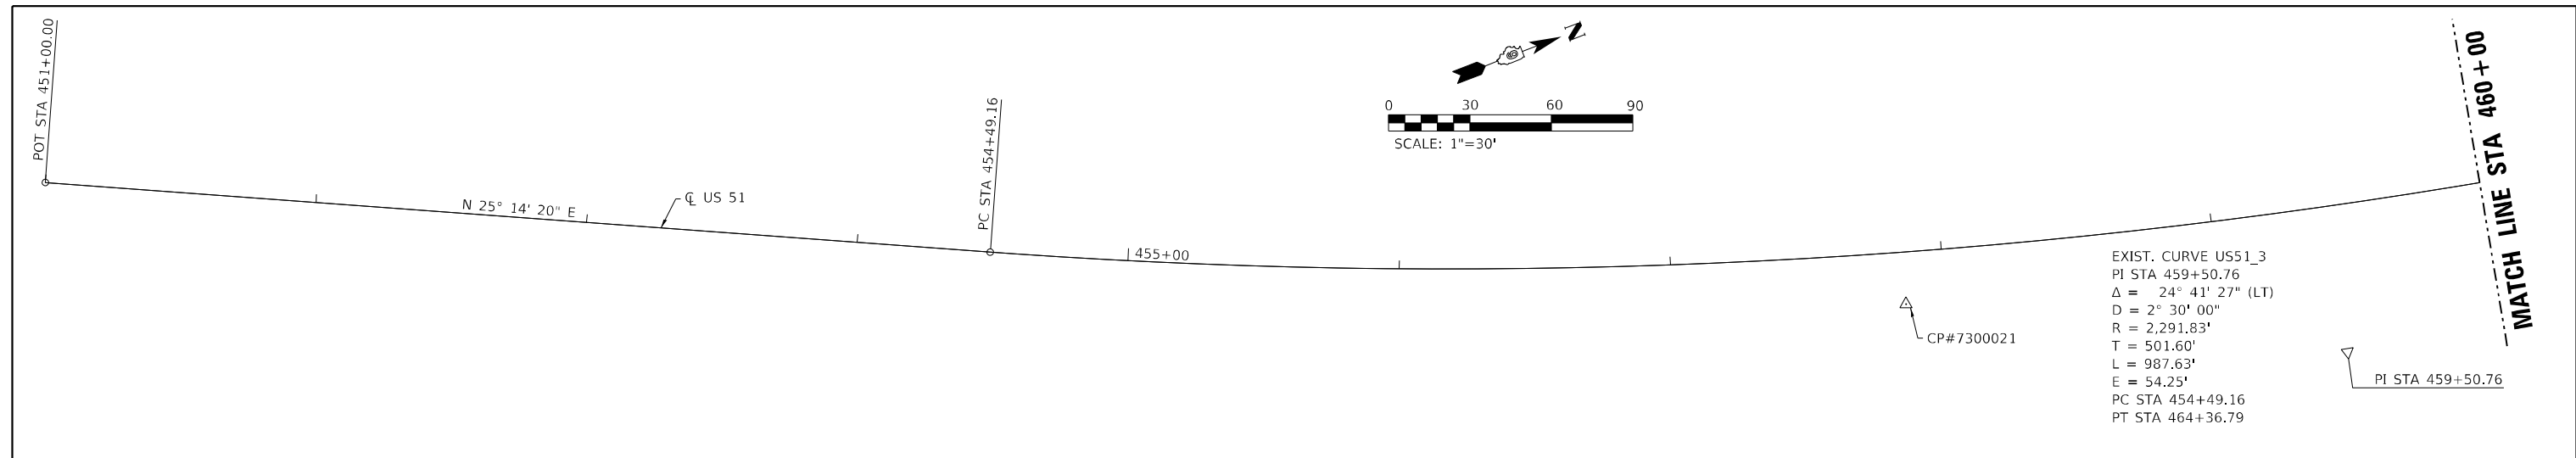 POT STA 451+00.00
N 25° 14' 20" E
℄ US 51
PC STA 454+49.16
455+00
N
0 30 60 90
SCALE: 1"=30'
CP#7300021
EXIST. CURVE US51_3
PI STA 459+50.76
Δ = 24° 41' 27" (LT)
D = 2° 30' 00"
R = 2,291.83'
T = 501.60'
L = 987.63'
E = 54.25'
PC STA 454+49.16
PT STA 464+36.79
PI STA 459+50.76
MATCH LINE STA 460+00